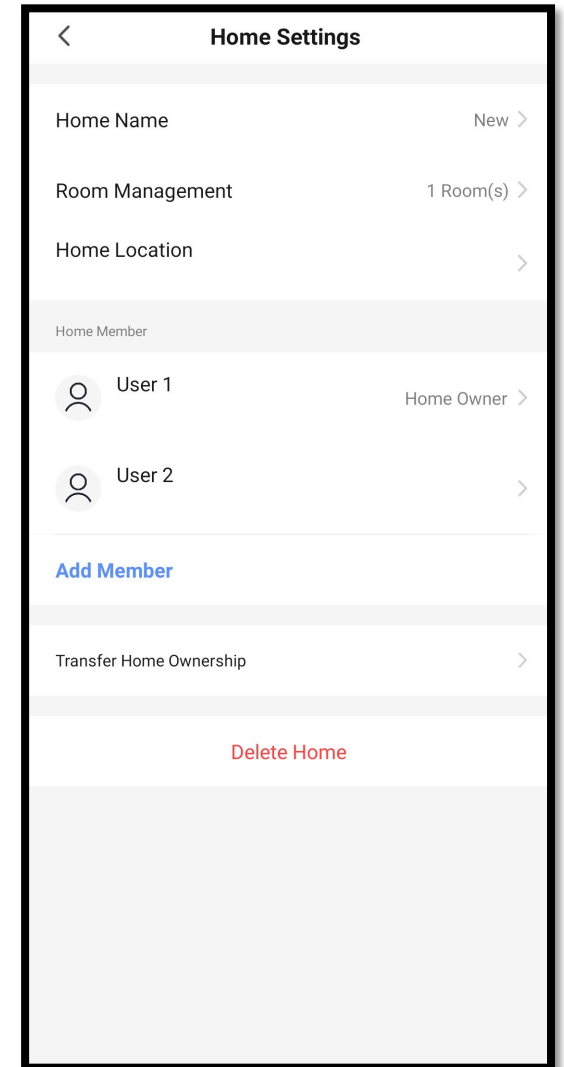 Home Settings
Home Name New
Room Management 1 Room(s)
Home Location
Home Member
User 1
Home Owner
User 2
Add Member
Transfer Home Ownership
Delete Home